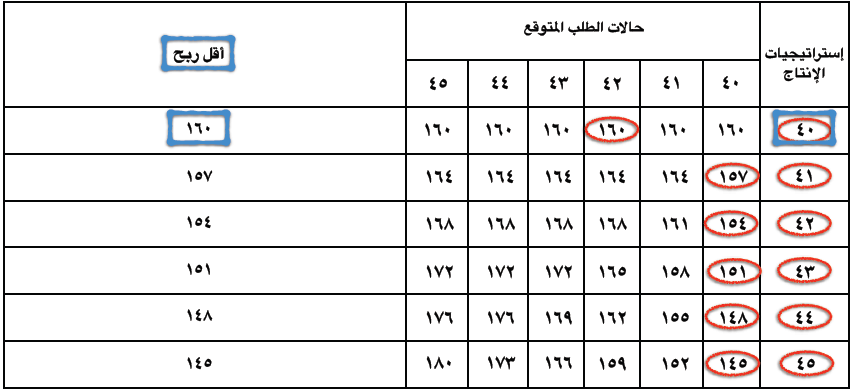 إستراتيجيات الإنتاج حالات الطلب المتوقع أقل ربح
٤٠ ٤١ ٤٢ ٤٣ ٤٤ ٤٥
٤٠ ١٦٠ ١٦٠ ١٦٠ ١٦٠ ١٦٠ ١٦٠ ١٦٠
٤١ ١٥٧ ١٦٤ ١٦٤ ١٦٤ ١٦٤ ١٦٤ ١٥٧
٤٢ ١٥٤ ١٦١ ١٦٨ ١٦٨ ١٦٨ ١٦٨ ١٥٤
٤٣ ١٥١ ١٥٨ ١٦٥ ١٧٢ ١٧٢ ١٧٢ ١٥١
٤٤ ١٤٨ ١٥٥ ١٦٢ ١٦٩ ١٧٦ ١٧٦ ١٤٨
٤٥ ١٤٥ ١٥٢ ١٥٩ ١٦٦ ١٧٣ ١٨٠ ١٤٥